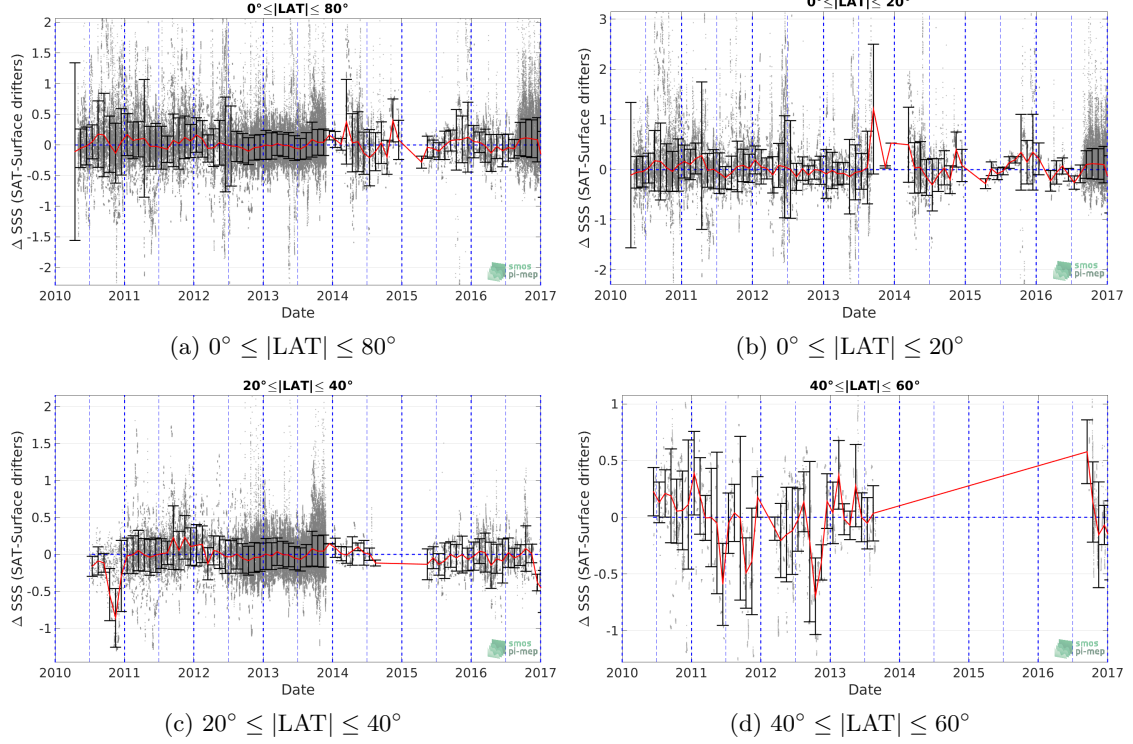 0°≤|LAT|≤ 80°
Δ SSS (SAT-Surface drifters)
2
1.5
1
0.5
0
-0.5
-1
-1.5
-2
2010 2011 2012 2013 2014 2015 2016 2017
Date
smos
pi-mep
(a) 0° ≤ |LAT| ≤ 80°
0°≤|LAT|≤ 20°
Δ SSS (SAT-Surface drifters)
3
2
1
0
-1
-2
2010 2011 2012 2013 2014 2015 2016 2017
Date
smos
pi-mep
(b) 0° ≤ |LAT| ≤ 20°
20°≤|LAT|≤ 40°
Δ SSS (SAT-Surface drifters)
2
1.5
1
0.5
0
-0.5
-1
2010 2011 2012 2013 2014 2015 2016 2017
Date
smos
pi-mep
(c) 20° ≤ |LAT| ≤ 40°
40°≤|LAT|≤ 60°
Δ SSS (SAT-Surface drifters)
1
0.5
0
-0.5
-1
2010 2011 2012 2013 2014 2015 2016 2017
Date
smos
pi-mep
(d) 40° ≤ |LAT| ≤ 60°